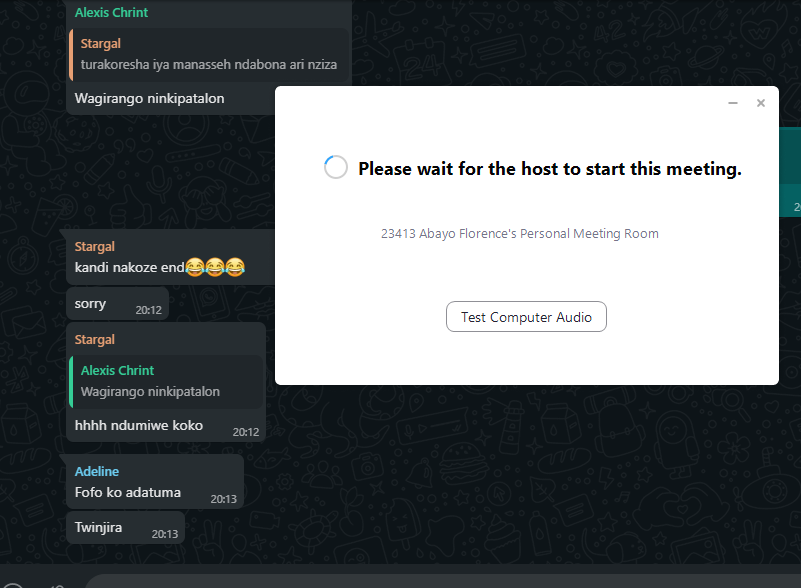 Alexis Chrint
Stargal
turakoresha iya manasseh ndabona ari nziza
Wagirango ninkipatalon
Please wait for the host to start this meeting.
23413 Abayo Florence's Personal Meeting Room
Test Computer Audio
Stargal
kandi nakoze end😂😂😂
sorry
20:12
Stargal
Alexis Chrint
Wagirango ninkipatalon
hhhh ndumiwe koko
20:12
Adeline
Fofo ko adatuma
20:13
Twinjira
20:13